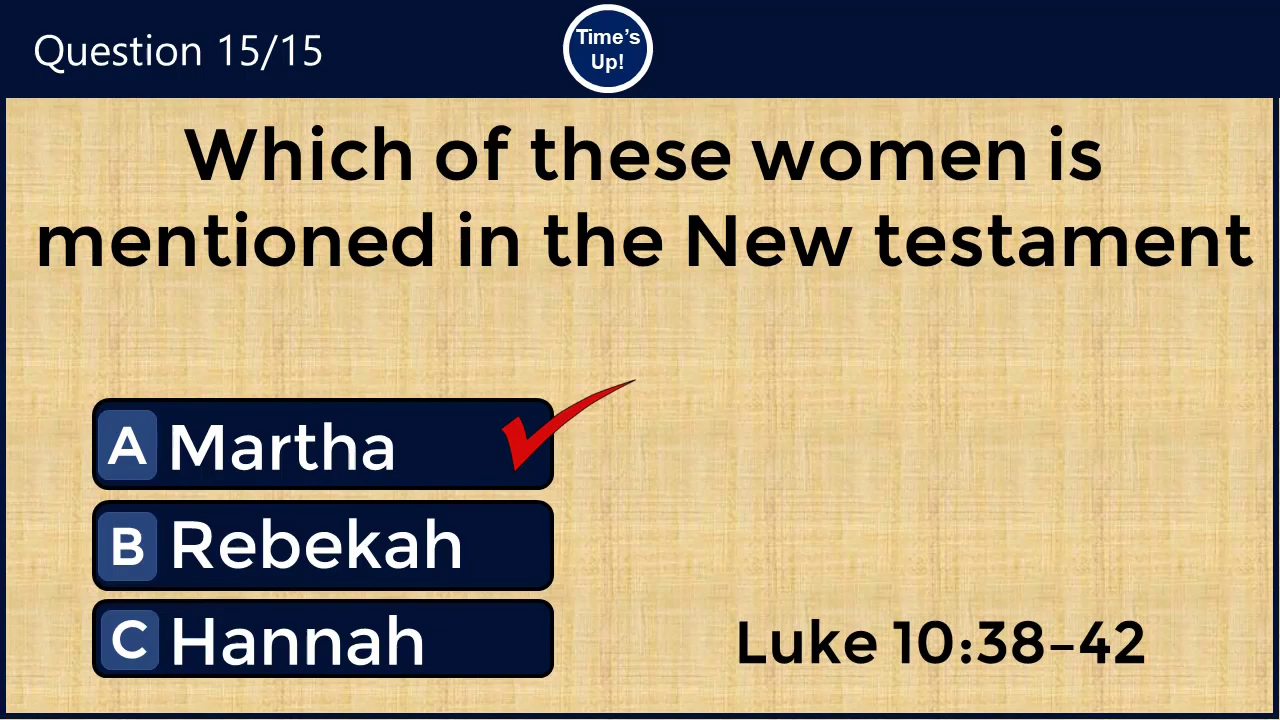 Question 15/15
Time's
Up!
Which of these women is
mentioned in the New testament
A Martha
B Rebekah
C Hannah
Luke 10:38–42